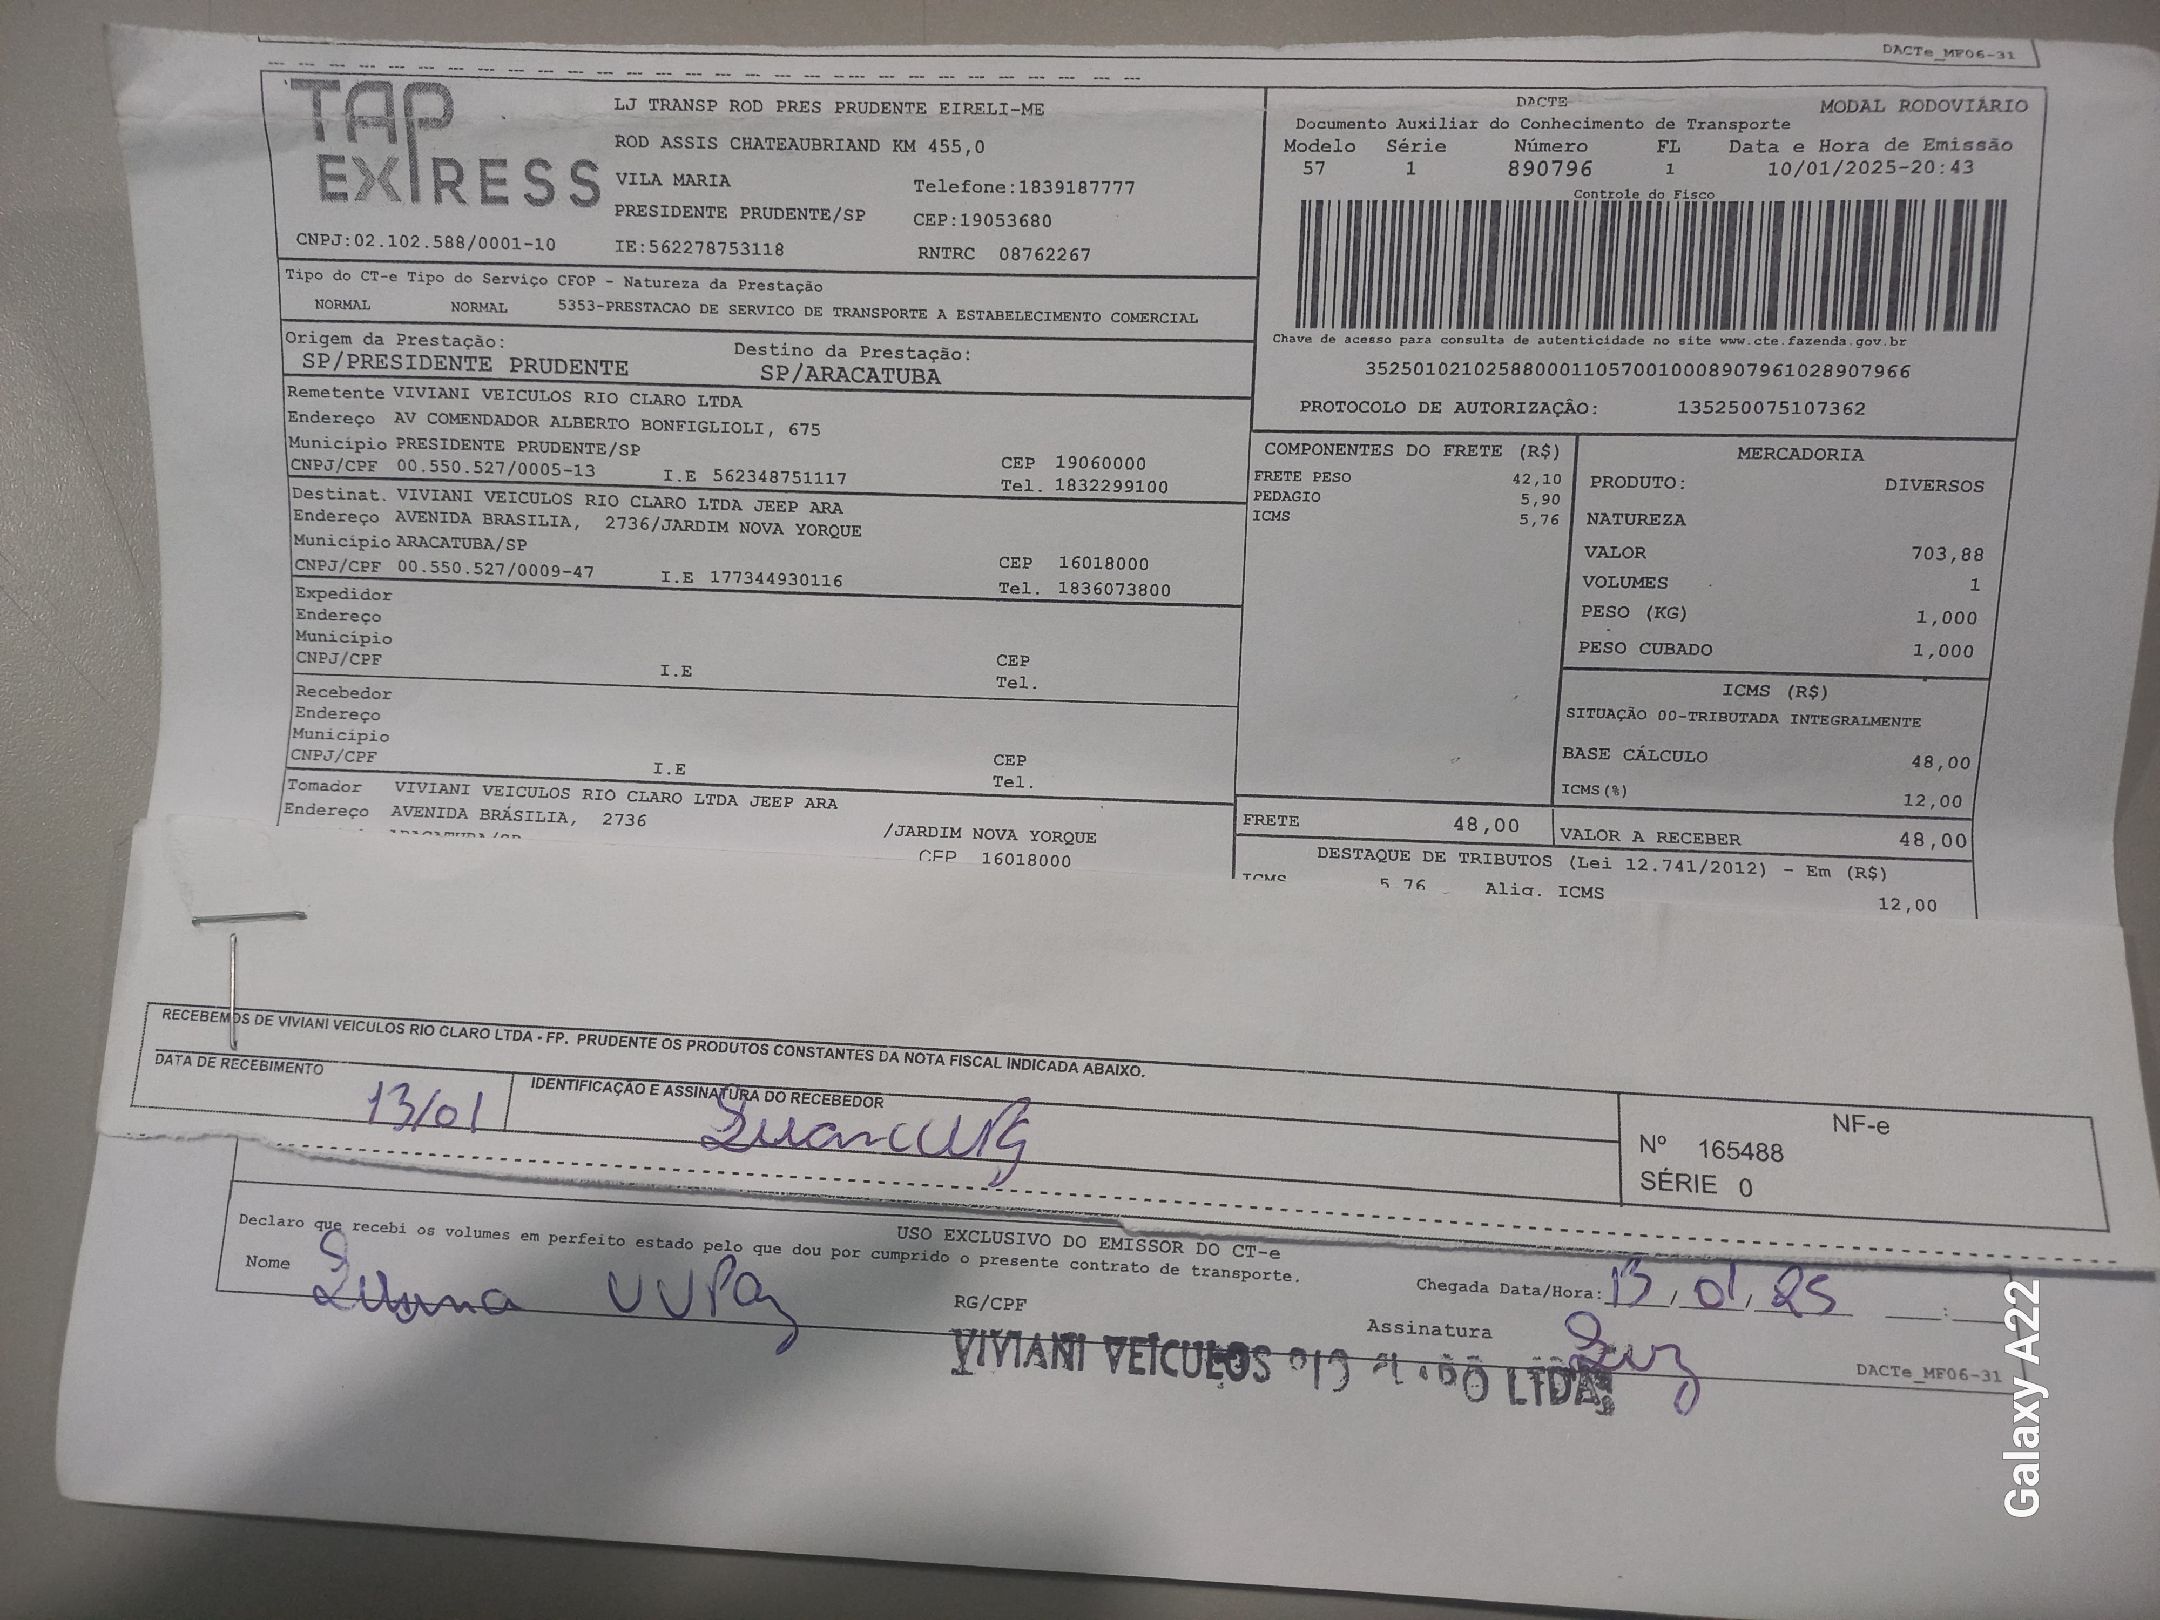 DACTe_MF06-31
TAP
EXPRESS
LJ TRANSP ROD PRES PRUDENTE EIRELI-ME
ROD ASSIS CHATEAUBRIAND KM 455,0
VILA MARIA Telefone:1839187777
PRESIDENTE PRUDENTE/SP CEP:19053680
CNPJ:02.102.588/0001-10 IE:562278753118 RNTRC 08762267
DACTE MODAL RODOVIÁRIO
Documento Auxiliar do Conhecimento de Transporte
Modelo Série Número FL Data e Hora de Emissão
57 1 890796 1 10/01/2025-20:43
Controle do Fisco
Chave de acesso para consulta de autenticidade no site www.cte.fazenda.gov.br
35250102102588000110570010008907961028907966
PROTOCOLO DE AUTORIZAÇÃO: 135250075107362
Tipo do CT-e Tipo do Serviço CFOP - Natureza da Prestação
NORMAL NORMAL 5353-PRESTACAO DE SERVICO DE TRANSPORTE A ESTABELECIMENTO COMERCIAL
Origem da Prestação: Destino da Prestação:
SP/PRESIDENTE PRUDENTE SP/ARACATUBA
Remetente VIVIANI VEICULOS RIO CLARO LTDA
Endereço AV COMENDADOR ALBERTO BONFIGLIOLI, 675
Município PRESIDENTE PRUDENTE/SP CEP 19060000
CNPJ/CPF 00.550.527/0005-13 I.E 562348751117 Tel. 1832299100
Destinat. VIVIANI VEICULOS RIO CLARO LTDA JEEP ARA
Endereço AVENIDA BRASILIA, 2736/JARDIM NOVA YORQUE
Município ARACATUBA/SP CEP 16018000
CNPJ/CPF 00.550.527/0009-47 I.E 177344930116 Tel. 1836073800
Expedidor
Endereço
Município
CNPJ/CPF I.E CEP
Tel.
Recebedor
Endereço
Município
CNPJ/CPF I.E CEP
Tel.
Tomador VIVIANI VEICULOS RIO CLARO LTDA JEEP ARA
Endereço AVENIDA BRASÍLIA, 2736 /JARDIM NOVA YORQUE
ARACATUBA/SP CEP 16018000
COMPONENTES DO FRETE (R$)
FRETE PESO 42,10
PEDAGIO 5,90
ICMS 5,76
MERCADORIA
PRODUTO: DIVERSOS
NATUREZA
VALOR 703,88
VOLUMES 1
PESO (KG) 1,000
PESO CUBADO 1,000
ICMS (R$)
SITUAÇÃO 00-TRIBUTADA INTEGRALMENTE
BASE CÁLCULO 48,00
ICMS(%) 12,00
FRETE 48,00 VALOR A RECEBER 48,00
DESTAQUE DE TRIBUTOS (Lei 12.741/2012) - Em (R$)
ICMS 5,76 Aliq. ICMS 12,00
RECEBEMOS DE VIVIANI VEICULOS RIO CLARO LTDA - FP. PRUDENTE OS PRODUTOS CONSTANTES DA NOTA FISCAL INDICADA ABAIXO.
DATA DE RECEBIMENTO IDENTIFICAÇÃO E ASSINATURA DO RECEBEDOR
13/01
NF-e
Nº 165488
SÉRIE 0
USO EXCLUSIVO DO EMISSOR DO CT-e
Declaro que recebi os volumes em perfeito estado pelo que dou por cumprido o presente contrato de transporte.
Nome RG/CPF
Chegada Data/Hora: 13/01/25 :
Assinatura
VIVIANI VEÍCULOS LTDA
DACTe_MF06-31
Galaxy A22